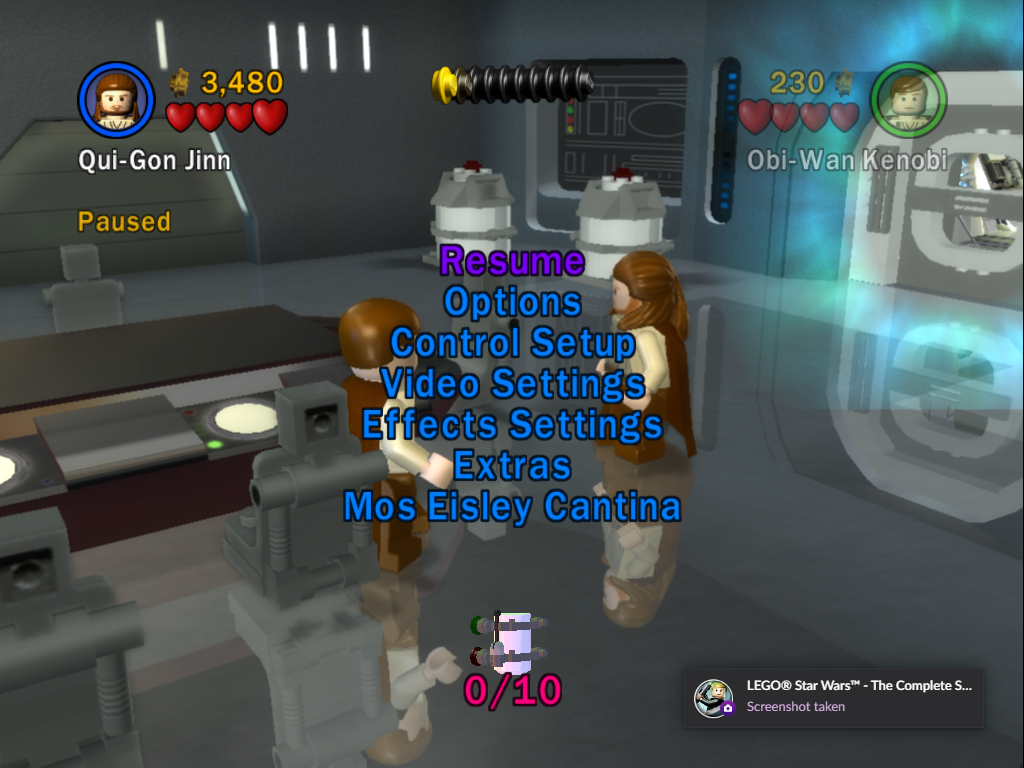 3,480
230
Qui-Gon Jinn
Obi-Wan Kenobi
Paused
Resume
Options
Control Setup
Video Settings
Effects Settings
Extras
Mos Eisley Cantina
0/10
LEGO® Star Wars™ - The Complete S...
Screenshot taken